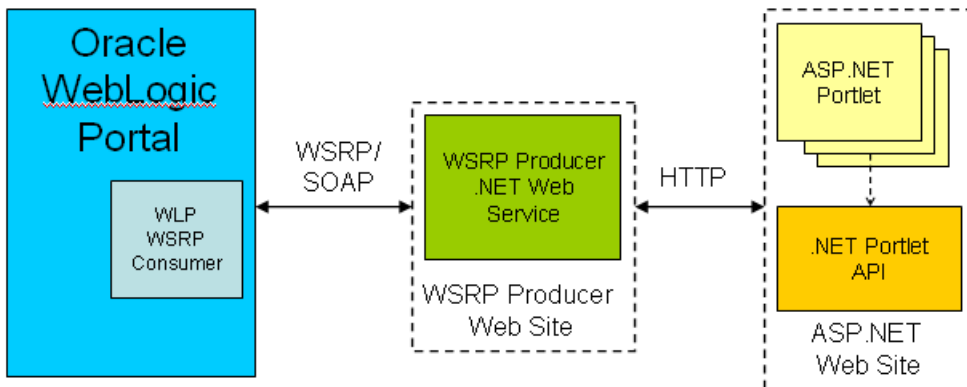 Oracle
WebLogic
Portal
WLP
WSRP
Consumer
WSRP/
SOAP
WSRP Producer
.NET Web
Service
WSRP Producer
Web Site
HTTP
ASP.NET
Portlet
.NET Portlet
API
ASP.NET
Web Site